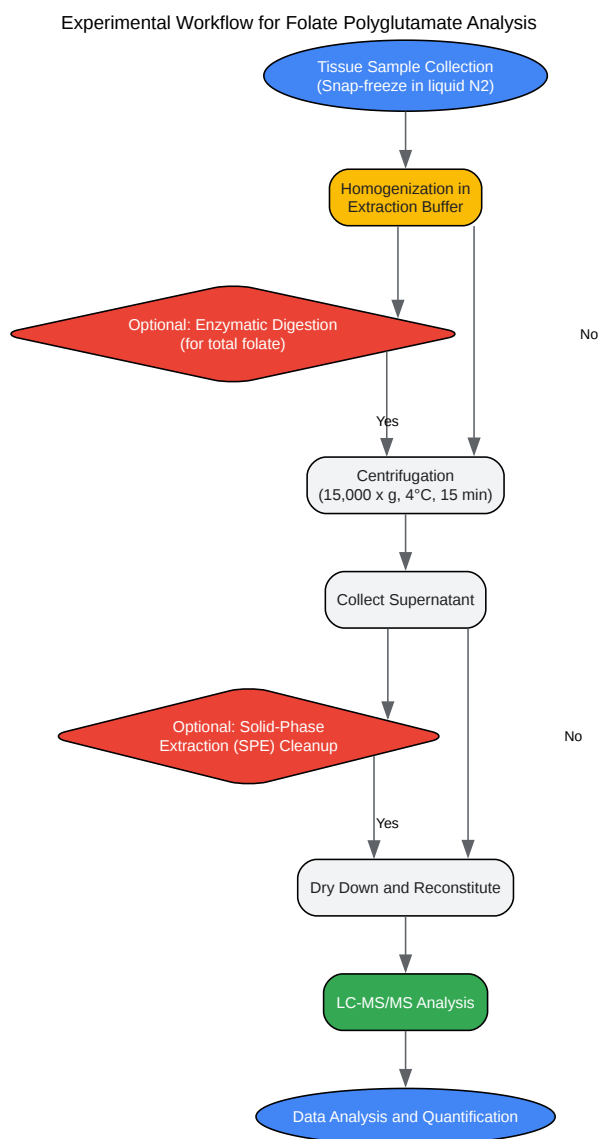 Experimental Workflow for Folate Polyglutamate Analysis
Tissue Sample Collection
(Snap-freeze in liquid N2)
Homogenization in
Extraction Buffer
Optional: Enzymatic Digestion
(for total folate)
No
Yes
Centrifugation
(15,000 x g, 4°C, 15 min)
Collect Supernatant
Optional: Solid-Phase
Extraction (SPE) Cleanup
No
Yes
Dry Down and Reconstitute
LC-MS/MS Analysis
Data Analysis and Quantification